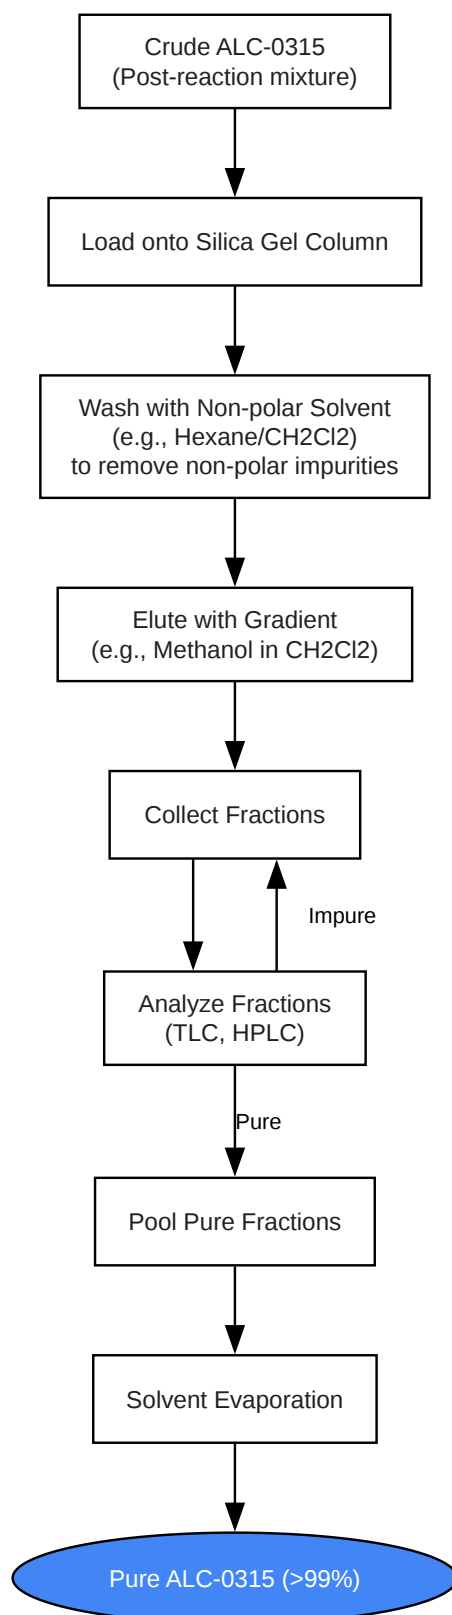 Crude ALC-0315
(Post-reaction mixture)
Load onto Silica Gel Column
Wash with Non-polar Solvent
(e.g., Hexane/CH2Cl2)
to remove non-polar impurities
Elute with Gradient
(e.g., Methanol in CH2Cl2)
Collect Fractions
Impure
Analyze Fractions
(TLC, HPLC)
Pure
Pool Pure Fractions
Solvent Evaporation
Pure ALC-0315 (>99%)